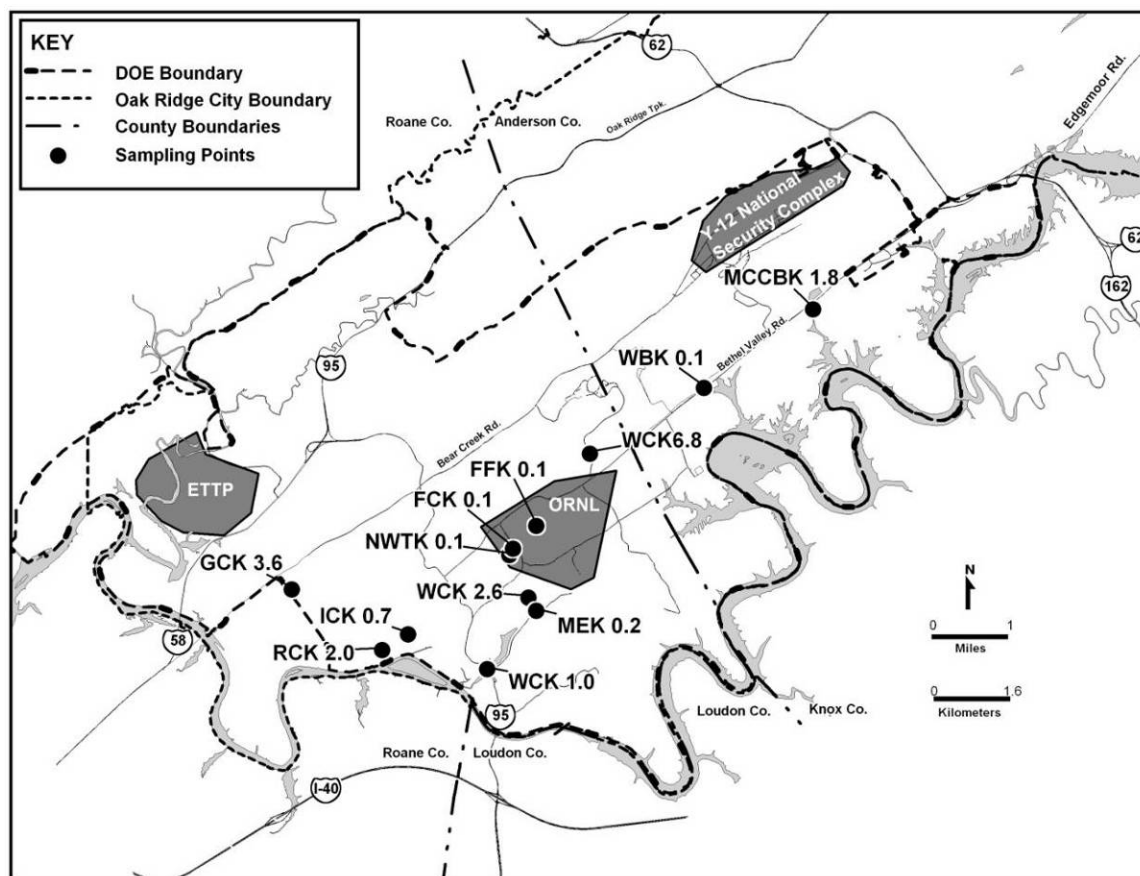 KEY
DOE Boundary
Oak Ridge City Boundary
County Boundaries
Sampling Points
62
Roane Co.
Anderson Co.
Oak Ridge Tpk.
Edgemoor Rd.
Y-12 National
Security Complex
62
162
MCCBK 1.8
Bethel Valley Rd.
95
WBK 0.1
Bear Creek Rd.
WCK6.8
FFK 0.1
ETTP
FCK 0.1
ORNL
NWTK 0.1
GCK 3.6
WCK 2.6
ICK 0.7
MEK 0.2
58
RCK 2.0
WCK 1.0
N
0 1
Miles
0 1.6
Kilometers
95
Loudon Co.
Knox Co.
Roane Co.
Loudon Co.
I-40